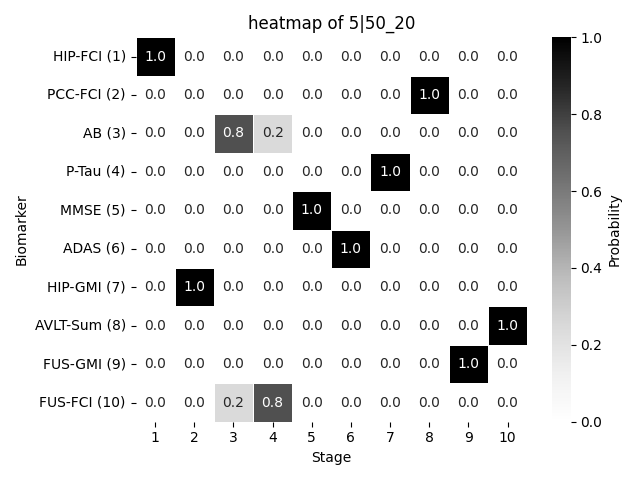 heatmap of 5|50_20
HIP-FCI (1) 1.0 0.0 0.0 0.0 0.0 0.0 0.0 0.0 0.0 0.0
PCC-FCI (2) 0.0 0.0 0.0 0.0 0.0 0.0 0.0 1.0 0.0 0.0
AB (3) 0.0 0.0 0.8 0.2 0.0 0.0 0.0 0.0 0.0 0.0
P-Tau (4) 0.0 0.0 0.0 0.0 0.0 0.0 1.0 0.0 0.0 0.0
MMSE (5) 0.0 0.0 0.0 0.0 1.0 0.0 0.0 0.0 0.0 0.0
ADAS (6) 0.0 0.0 0.0 0.0 0.0 1.0 0.0 0.0 0.0 0.0
HIP-GMI (7) 0.0 1.0 0.0 0.0 0.0 0.0 0.0 0.0 0.0 0.0
AVLT-Sum (8) 0.0 0.0 0.0 0.0 0.0 0.0 0.0 0.0 0.0 1.0
FUS-GMI (9) 0.0 0.0 0.0 0.0 0.0 0.0 0.0 0.0 1.0 0.0
FUS-FCI (10) 0.0 0.0 0.2 0.8 0.0 0.0 0.0 0.0 0.0 0.0
1 2 3 4 5 6 7 8 9 10
Stage
Biomarker
1.0
0.8
0.6
0.4
0.2
0.0
Probability